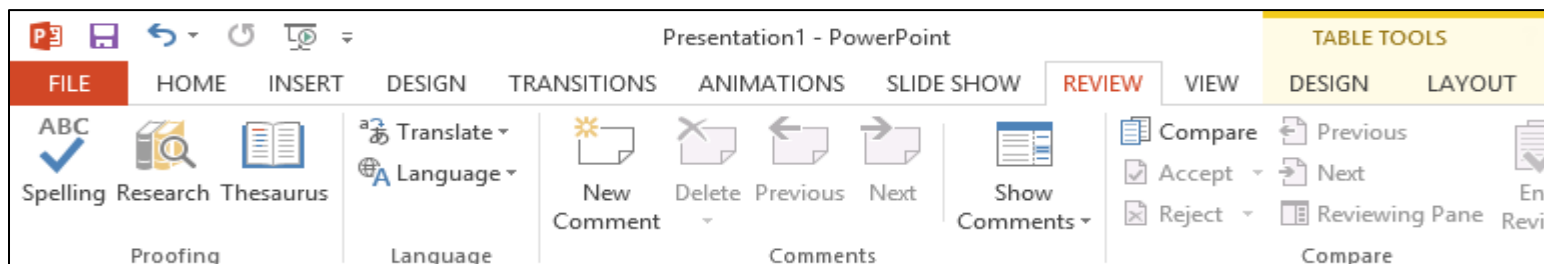 Presentation1 - PowerPoint
TABLE TOOLS
FILE HOME INSERT DESIGN TRANSITIONS ANIMATIONS SLIDE SHOW REVIEW VIEW DESIGN LAYOUT
ABC
Spelling Research Thesaurus
Translate
Language
New Comment
Delete Previous Next
Show Comments
Compare
Accept
Reject
Previous
Next
Reviewing Pane
Proofing Language Comments Compare